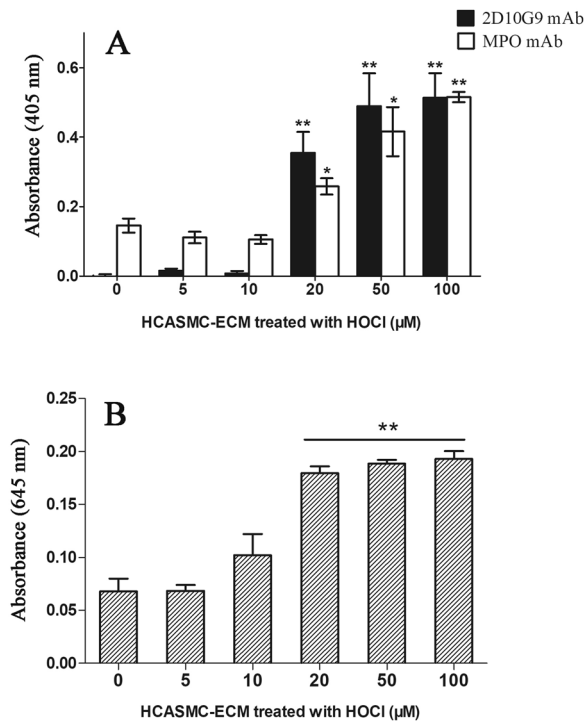 A
2D10G9 mAb
MPO mAb
Absorbance (405 nm)
0.6
0.4
0.2
0.0
**
*
**
*
**
**
0 5 10 20 50 100
HCASMC-ECM treated with HOCl (µM)
B
Absorbance (645 nm)
0.25
0.20
0.15
0.10
0.05
0.00
**
0 5 10 20 50 100
HCASMC-ECM treated with HOCl (µM)